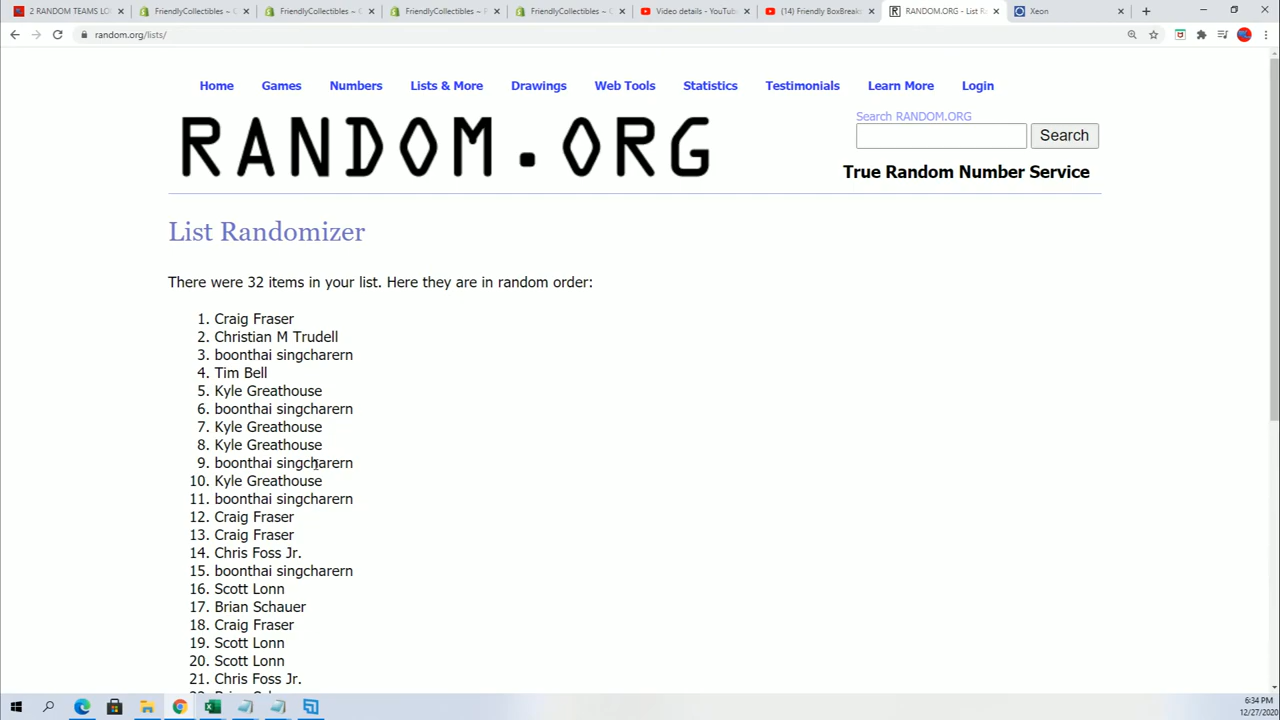 2 RANDOM TEAMS LO
FriendlyCollectibles ~ C
FriendlyCollectibles ~ C
FriendlyCollectibles ~ P
FriendlyCollectibles ~ C
Video details - YouTub
(14) Friendly BoxBreaks
RANDOM.ORG - List R
Xeon
random.org/lists/
Home Games Numbers Lists & More Drawings Web Tools Statistics Testimonials Learn More Login
RANDOM.ORG
Search RANDOM.ORG
Search
True Random Number Service
List Randomizer
There were 32 items in your list. Here they are in random order:
1. Craig Fraser
2. Christian M Trudell
3. boonthai singcharern
4. Tim Bell
5. Kyle Greathouse
6. boonthai singcharern
7. Kyle Greathouse
8. Kyle Greathouse
9. boonthai singcharern
10. Kyle Greathouse
11. boonthai singcharern
12. Craig Fraser
13. Craig Fraser
14. Chris Foss Jr.
15. boonthai singcharern
16. Scott Lonn
17. Brian Schauer
18. Craig Fraser
19. Scott Lonn
20. Scott Lonn
21. Chris Foss Jr.
6:34 PM
12/27/2020